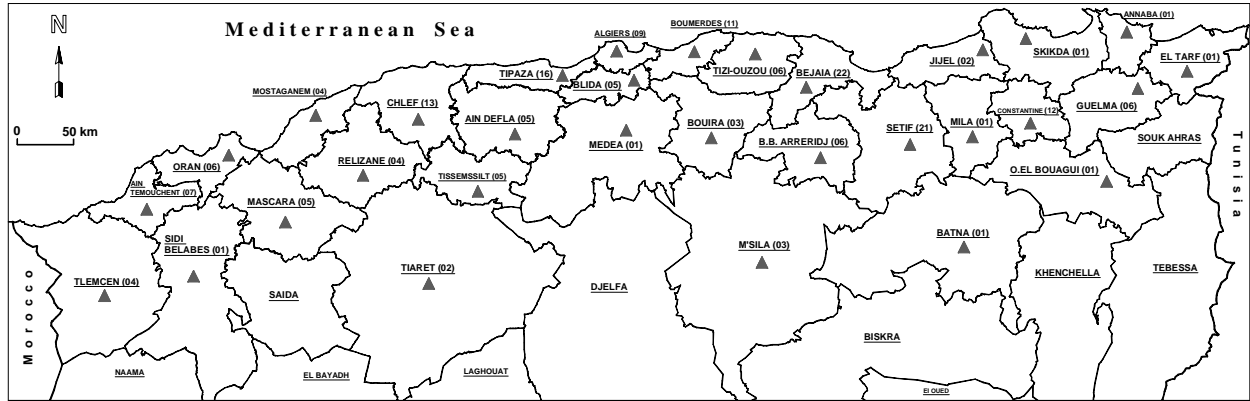 N
Mediterranean Sea
0 50 km
ANNABA (01)
BOUMERDES (11)
ALGIERS (09)
SKIKDA (01)
EL TARF (01)
JIJEL (02)
TIPAZA (16)
BLIDA (05)
TIZI-OUZOU (06)
BEJAIA (22)
MOSTAGANEM (04)
CHLEF (13)
GUELMA (06)
CONSTANTINE (12)
AIN DEFLA (05)
BOUIRA (03)
SETIF (21)
MILA (01)
SOUK AHRAS
MEDEA (01)
B.B. ARRERIDJ (06)
ORAN (06)
RELIZANE (04)
TISSEMSSILT (05)
O.EL BOUAGUI (01)
AIN
TEMOUCHENT (07)
MASCARA (05)
Tunisia
SIDI
BELABES (01)
M'SILA (03)
BATNA (01)
TLEMCEN (04)
SAIDA
TIARET (02)
DJELFA
KHENCHELLA
TEBESSA
Morocco
BISKRA
NAAMA
EL BAYADH
LAGHOUAT
El OUED